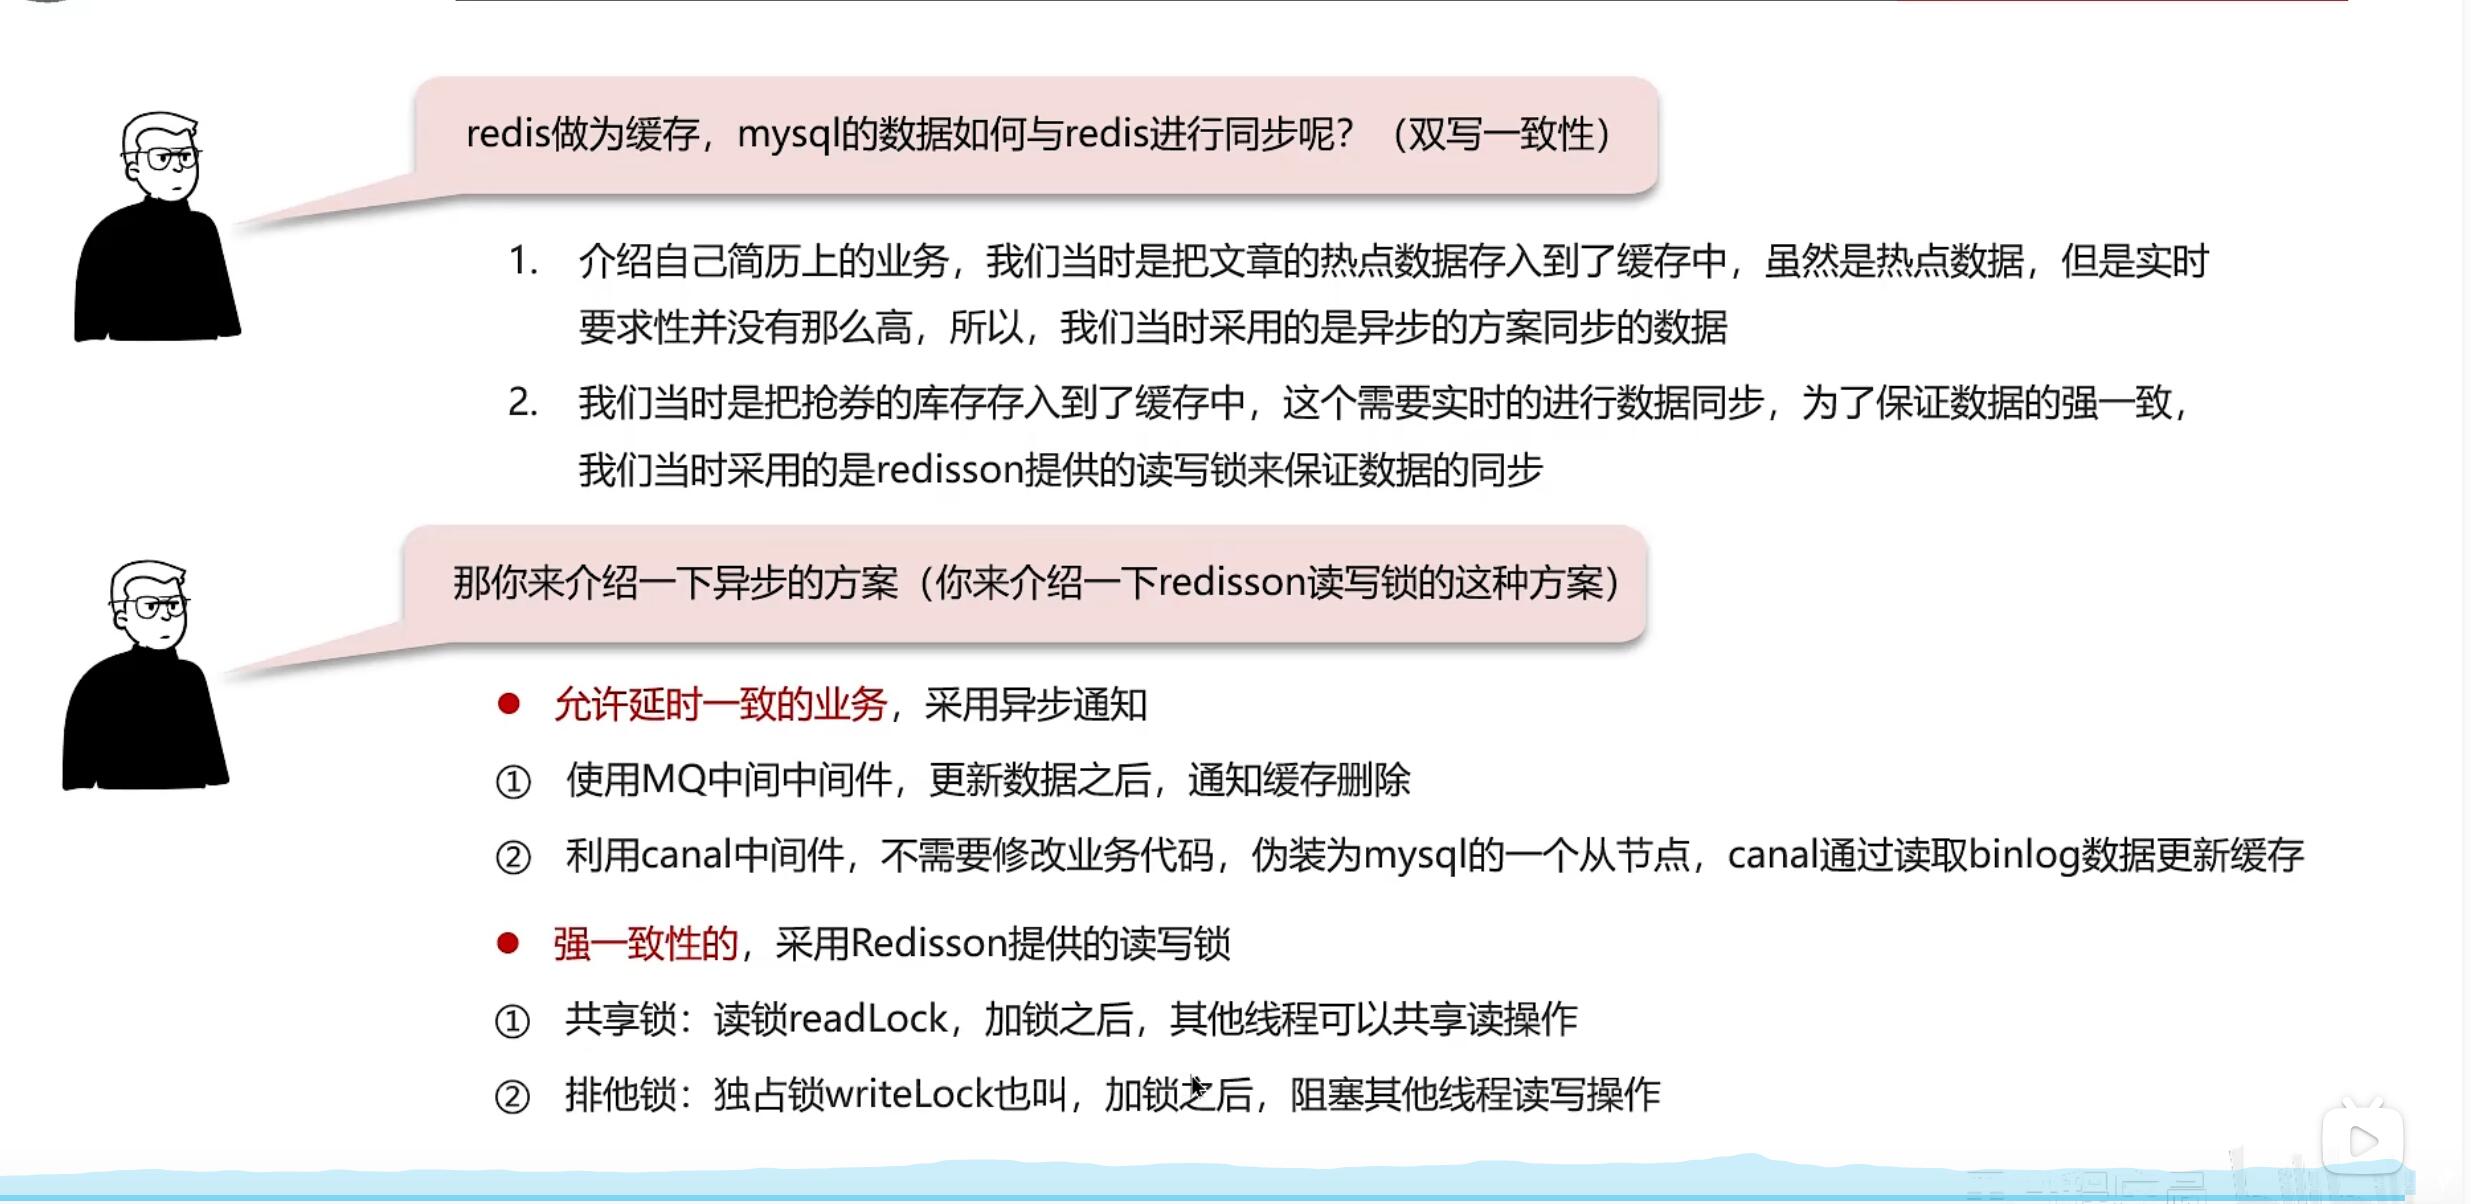 redis做为缓存，mysql的数据如何与redis进行同步呢？（双写一致性）
1. 介绍自己简历上的业务，我们当时是把文章的热点数据存入到了缓存中，虽然是热点数据，但是实时
要求性并没有那么高，所以，我们当时采用的是异步的方案同步的数据
2. 我们当时是把抢券的库存存入到了缓存中，这个需要实时的进行数据同步，为了保证数据的强一致，
我们当时采用的是redisson提供的读写锁来保证数据的同步
那你来介绍一下异步的方案（你来介绍一下redisson读写锁的这种方案）
● 允许延时一致的业务，采用异步通知
① 使用MQ中间中间件，更新数据之后，通知缓存删除
② 利用canal中间件，不需要修改业务代码，伪装为mysql的一个从节点，canal通过读取binlog数据更新缓存
● 强一致性的，采用Redisson提供的读写锁
① 共享锁：读锁readLock，加锁之后，其他线程可以共享读操作
② 排他锁：独占锁writeLock也叫，加锁之后，阻塞其他线程读写操作